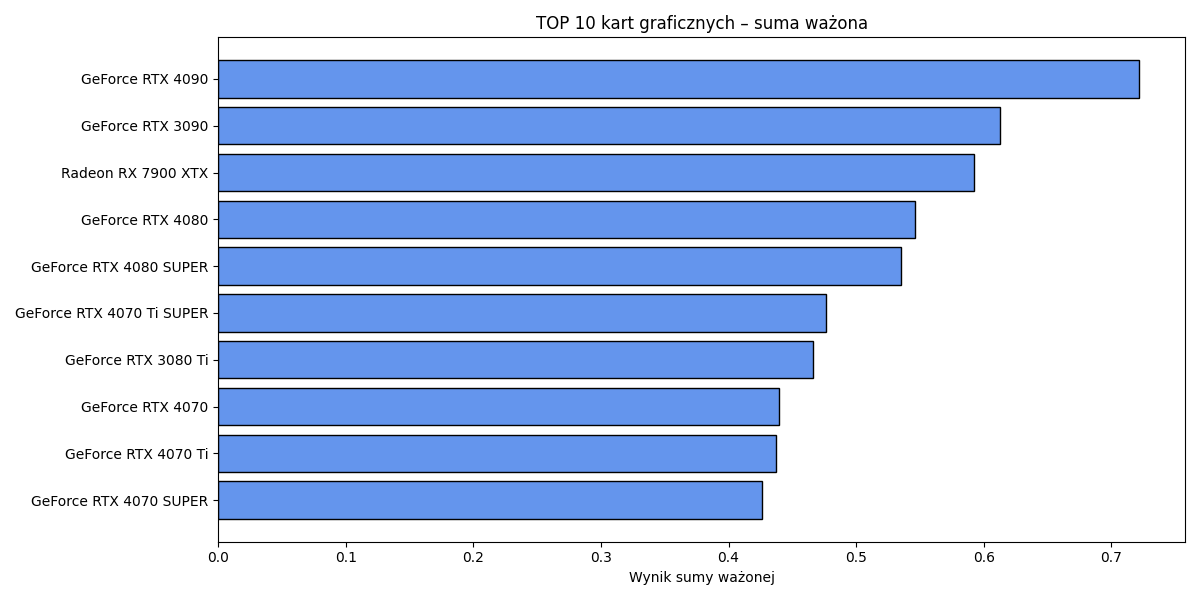 TOP 10 kart graficznych – suma ważona
GeForce RTX 4090
GeForce RTX 3090
Radeon RX 7900 XTX
GeForce RTX 4080
GeForce RTX 4080 SUPER
GeForce RTX 4070 Ti SUPER
GeForce RTX 3080 Ti
GeForce RTX 4070
GeForce RTX 4070 Ti
GeForce RTX 4070 SUPER
0.0 0.1 0.2 0.3 0.4 0.5 0.6 0.7
Wynik sumy ważonej